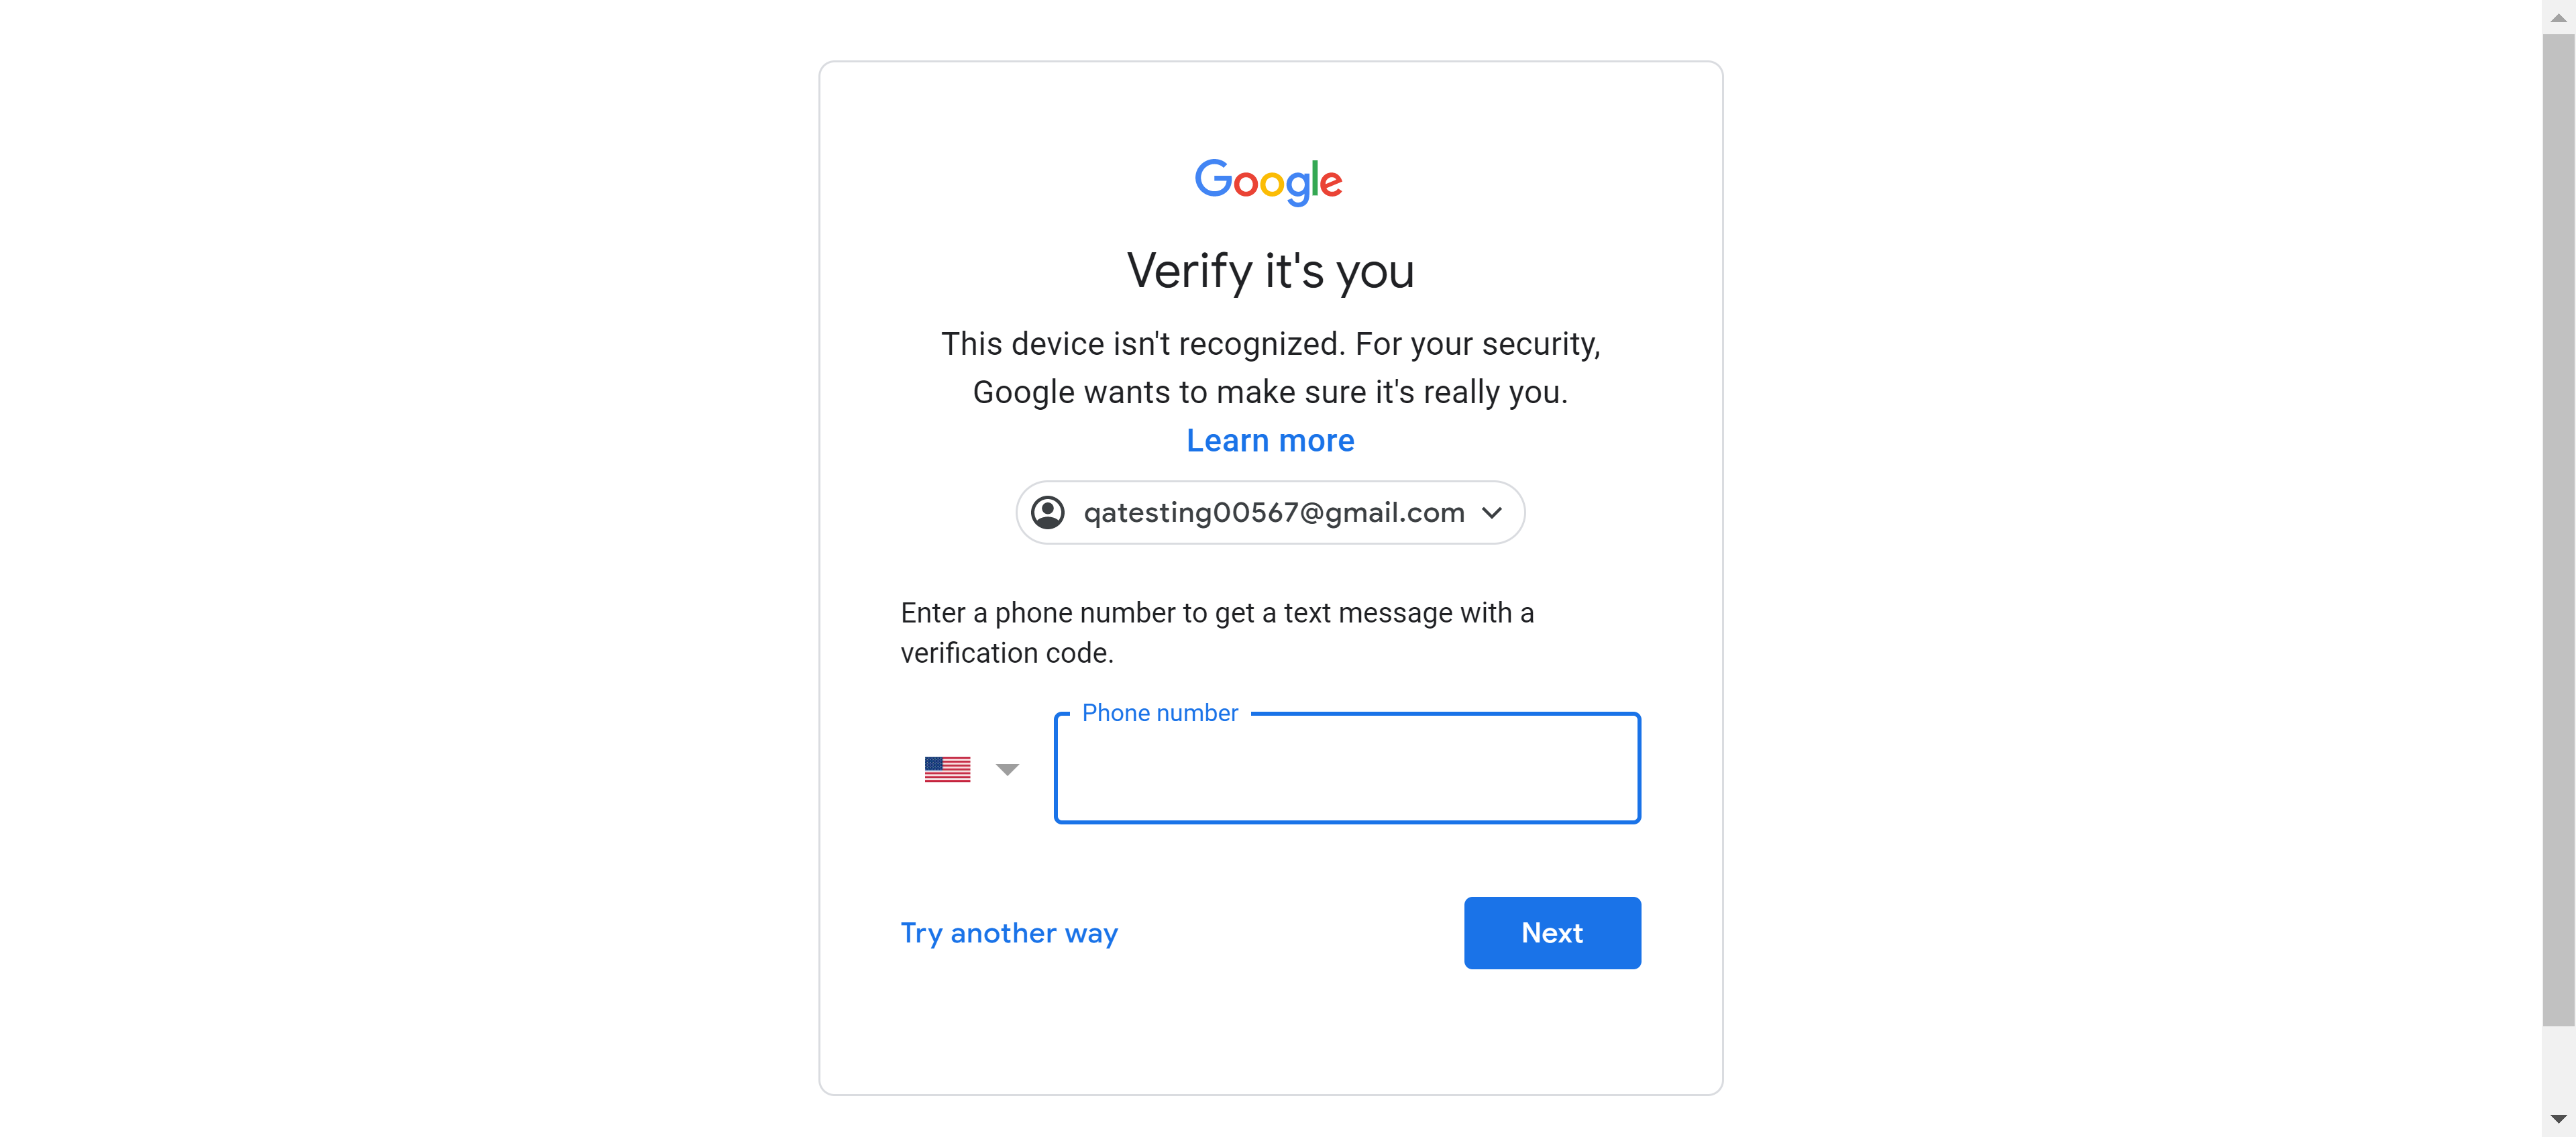 Google
Verify it's you
This device isn't recognized. For your security,
Google wants to make sure it's really you.
Learn more
qatesting00567@gmail.com
Enter a phone number to get a text message with a
verification code.
Phone number
Try another way
Next